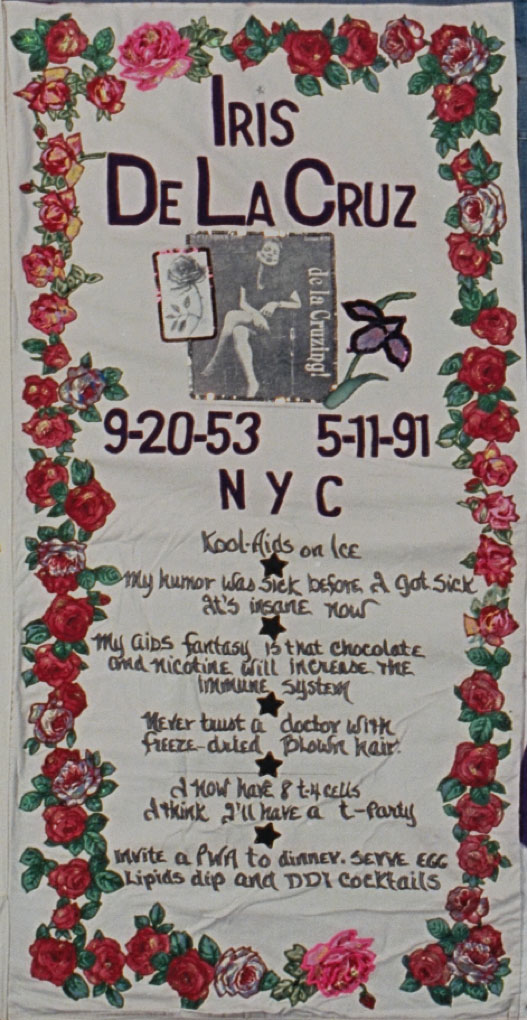 IRIS
DE LA CRUZ
de la Cruzing!
9-20-53 5-11-91
NYC
Kool-Aids on Ice
my humor was sick before I got sick
It's insane now
my aids fantasy is that chocolate
and nicotine will increase the
immune system
Never trust a doctor with
freeze-dried blown hair.
I now have 8 t-4 cells
I think I'll have a t-Party
invite a PWA to dinner. SERVE EGG
Lipids dip and DDI cocktails